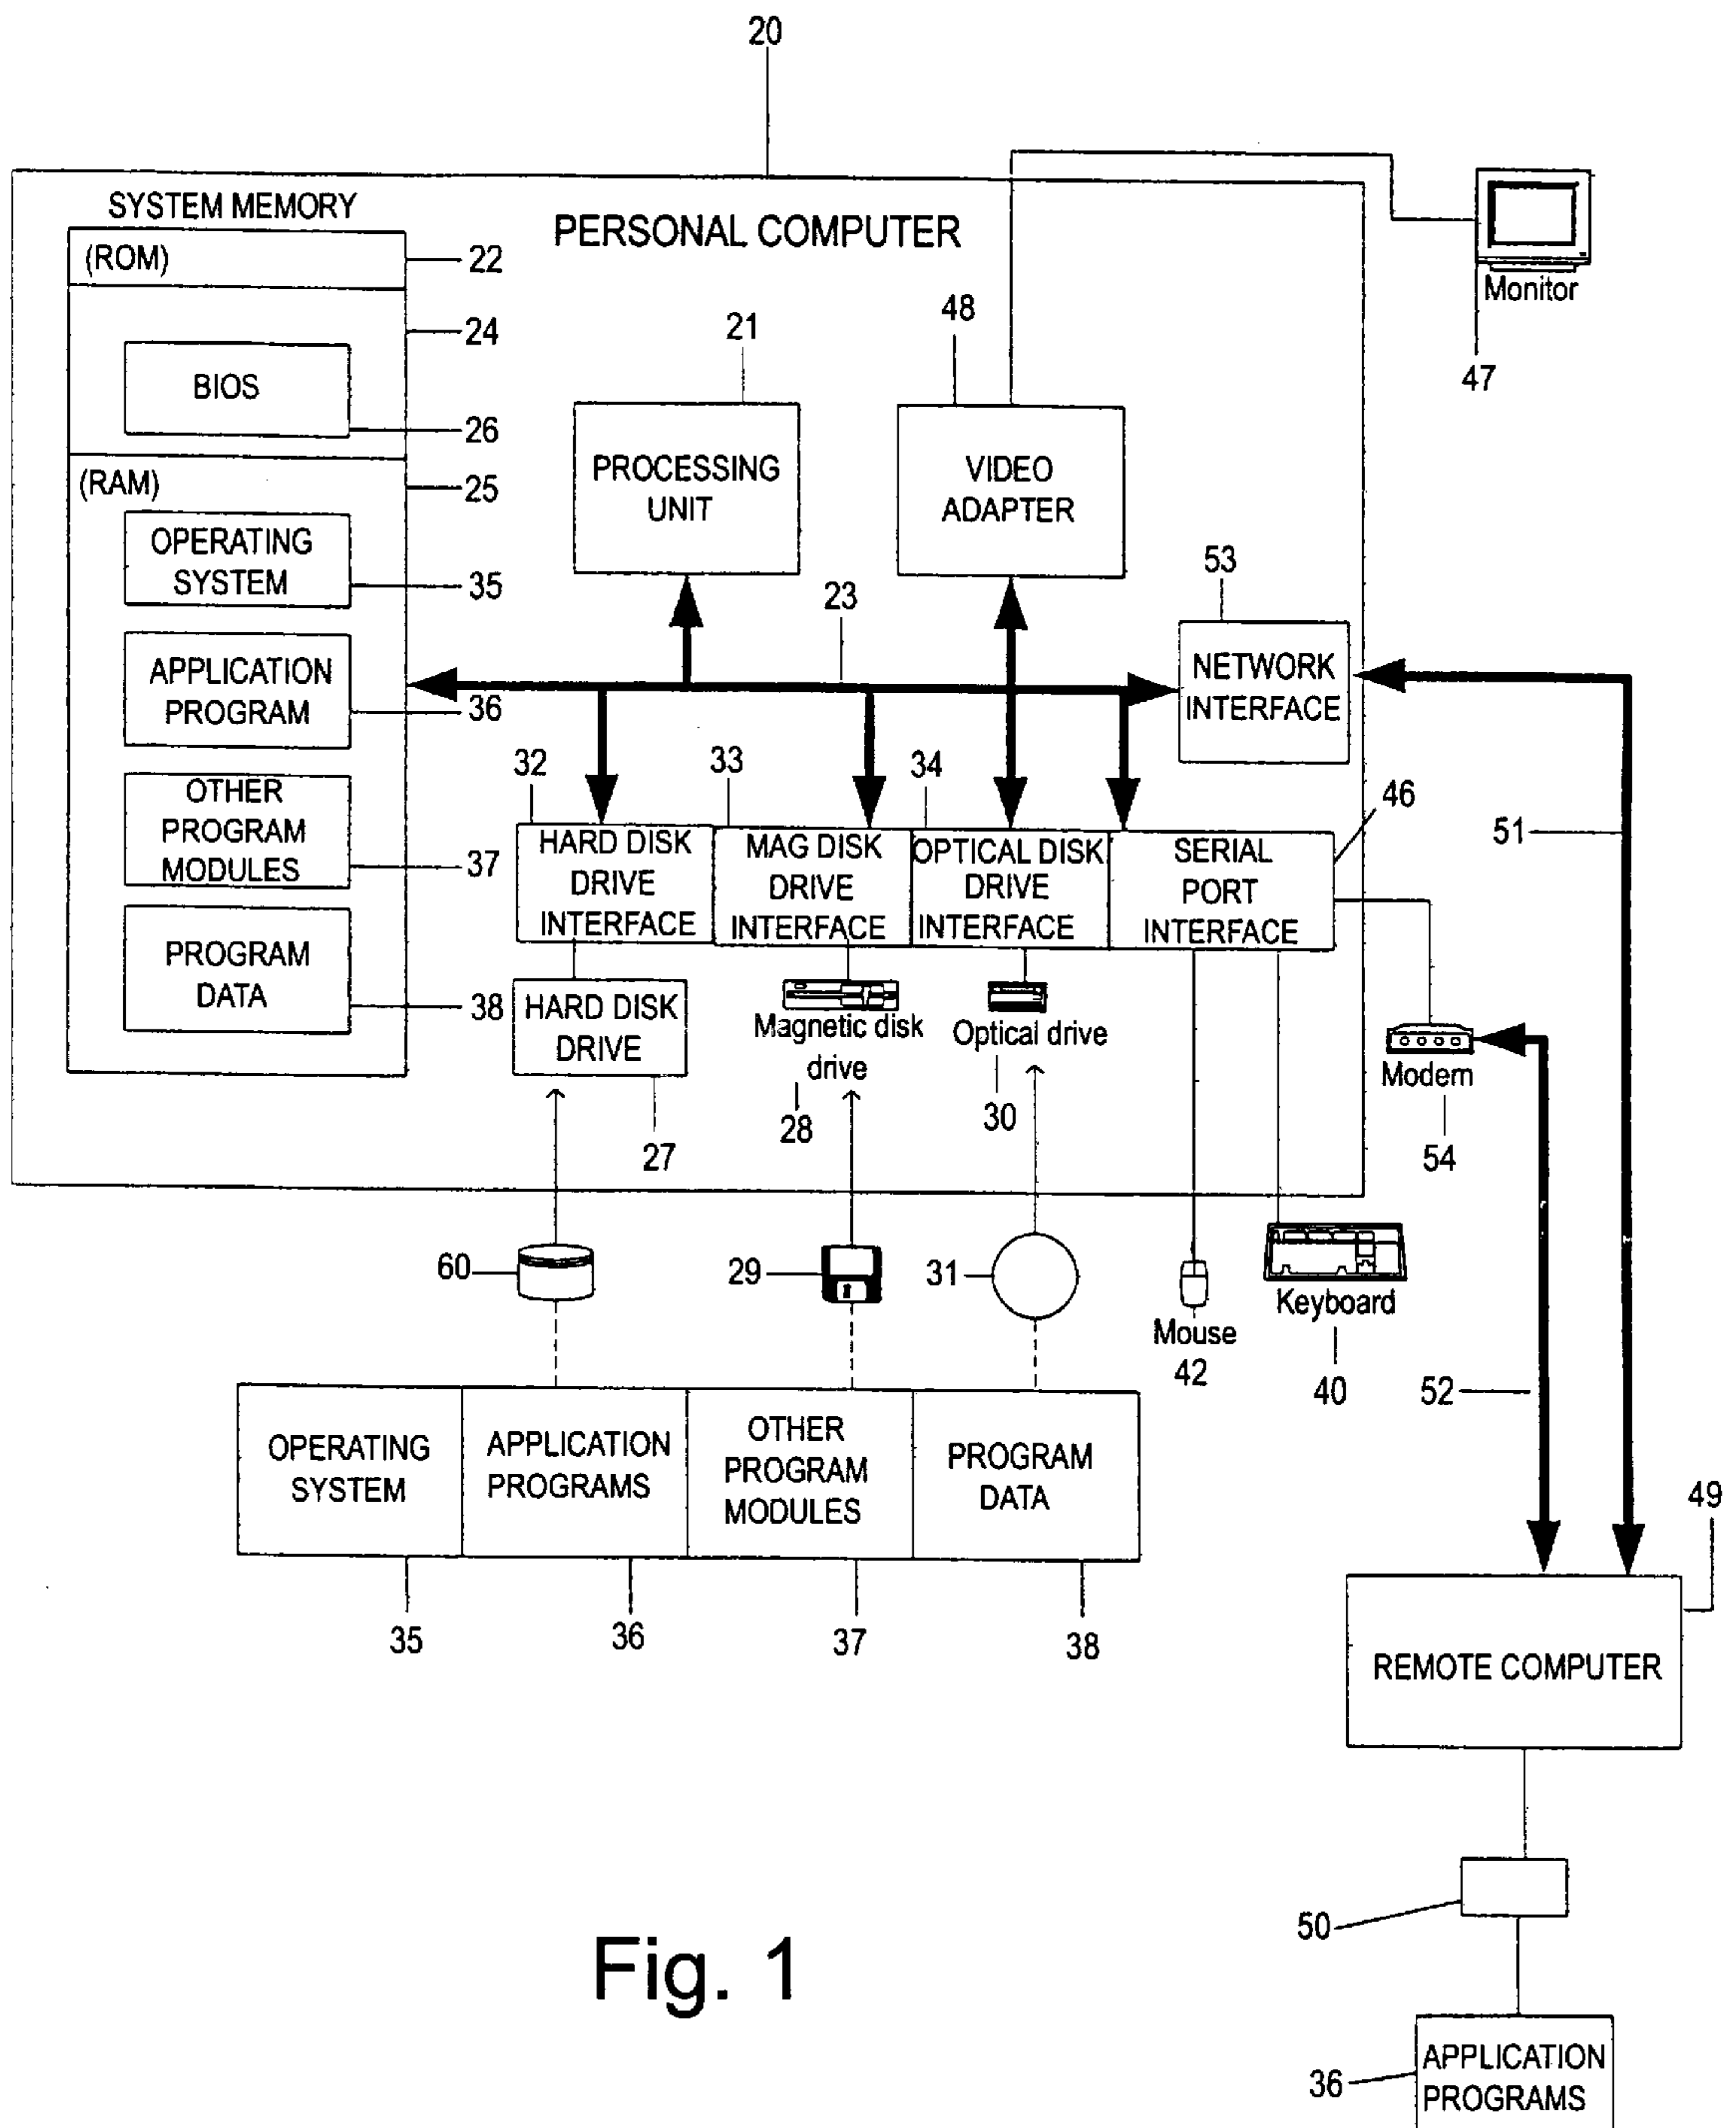 20
SYSTEM MEMORY
PERSONAL COMPUTER
(ROM)
22
24
BIOS
26
(RAM)
25
OPERATING
SYSTEM
35
APPLICATION
PROGRAM
36
OTHER
PROGRAM
MODULES
37
PROGRAM
DATA
38
21
PROCESSING
UNIT
48
VIDEO
ADAPTER
Monitor
47
23
53
NETWORK
INTERFACE
32
HARD DISK
DRIVE
INTERFACE
33
MAG DISK
DRIVE
INTERFACE
34
OPTICAL DISK
DRIVE
INTERFACE
46
SERIAL
PORT
INTERFACE
51
HARD DISK
DRIVE
27
Magnetic disk
drive
28
Optical drive
30
Modem
54
60
29
31
Mouse
42
Keyboard
40
52
OPERATING
SYSTEM
APPLICATION
PROGRAMS
OTHER
PROGRAM
MODULES
PROGRAM
DATA
35
36
37
38
49
REMOTE COMPUTER
50
Fig. 1
36
APPLICATION
PROGRAMS